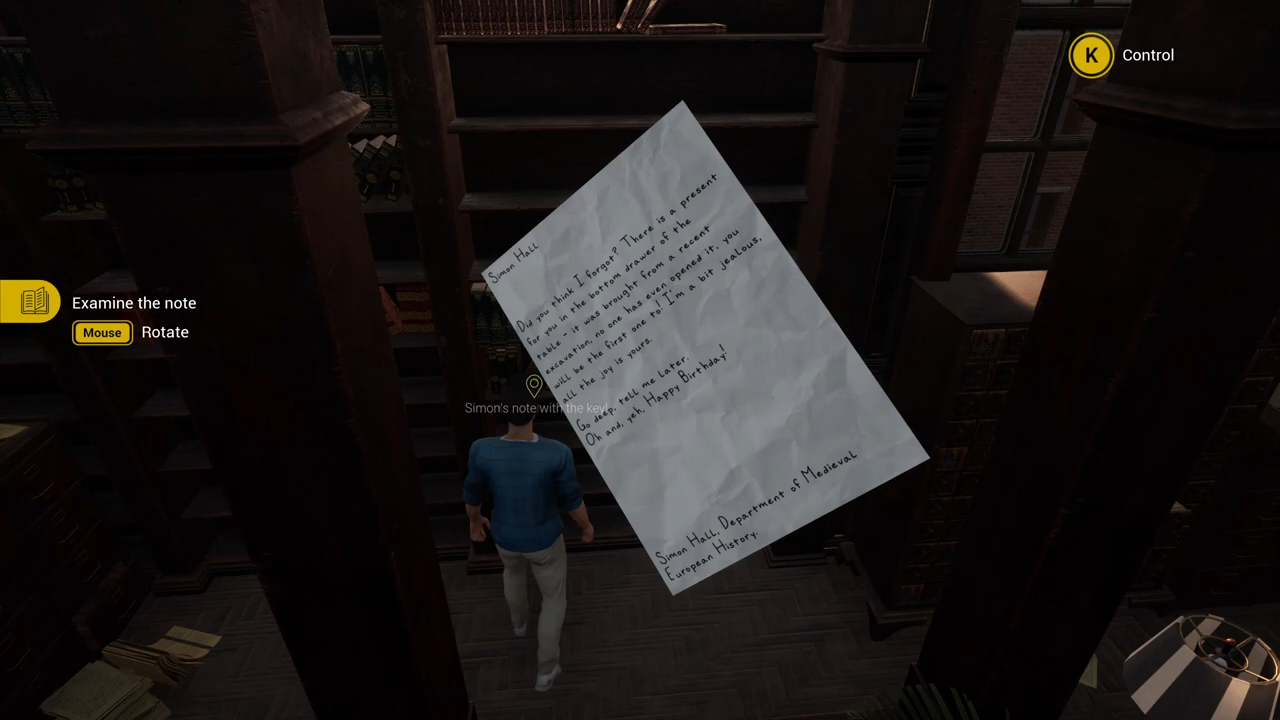 K Control
Examine the note
Mouse Rotate
Simon's note with the key!
Simon Hall
Did you think I forgot? There is a present
for you in the bottom drawer of the
table - it was brought from a recent
excavation, no one has even opened it, you
will be the first one to! I'm a bit jealous,
all the joy is yours.
Go deep, tell me later.
Oh and, yeh, Happy Birthday!
Simon Hall, Department of Medieval
European History.